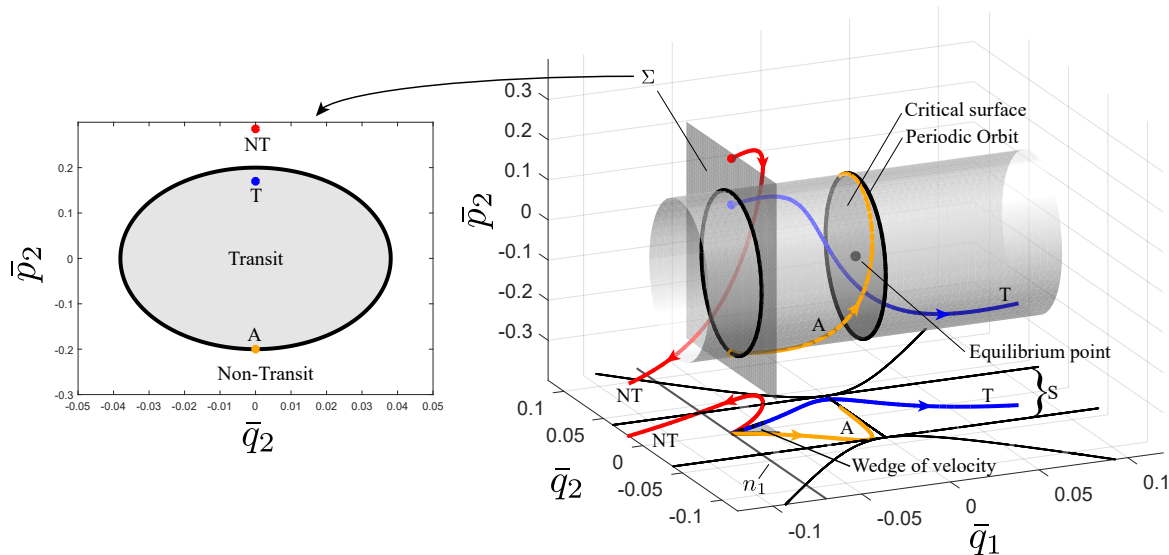 0.2
0.1
0
-0.1
-0.2
-0.3
-0.05
-0.04
-0.03
-0.02
-0.01
0
0.01
0.02
0.03
0.04
0.05
p̄₂
q̄₂
NT
T
Transit
A
Non-Transit
Σ
Critical surface
Periodic Orbit
0.3
0.2
0.1
0
-0.1
-0.2
-0.3
p̄₂
T
A
Equilibrium point
NT
NT
T
A
S
Wedge of velocity
n₁
0.1
0.05
0
-0.05
-0.1
q̄₂
-0.1
-0.05
0
0.05
0.1
q̄₁